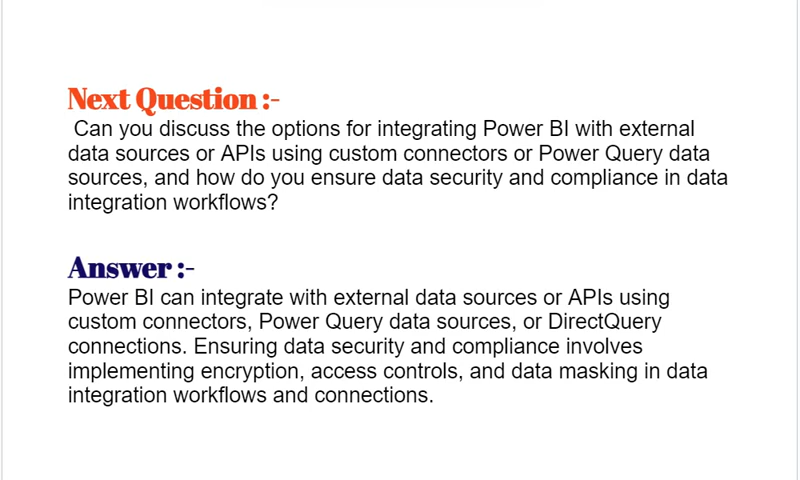 Next Question :-
Can you discuss the options for integrating Power BI with external
data sources or APIs using custom connectors or Power Query data
sources, and how do you ensure data security and compliance in data
integration workflows?
Answer :-
Power BI can integrate with external data sources or APIs using
custom connectors, Power Query data sources, or DirectQuery
connections. Ensuring data security and compliance involves
implementing encryption, access controls, and data masking in data
integration workflows and connections.